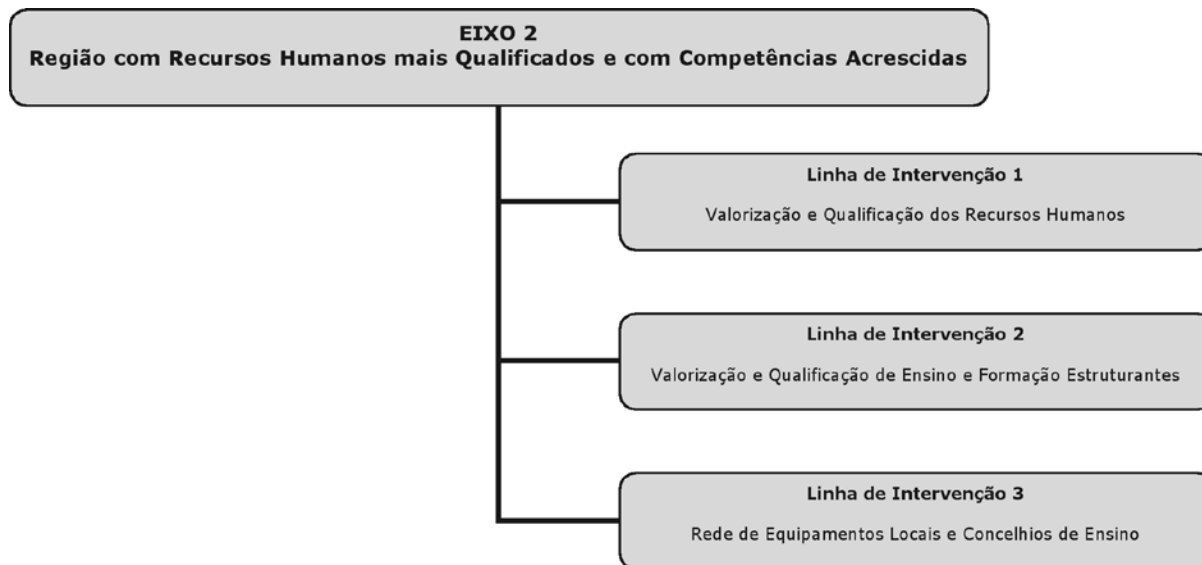 EIXO 2
Região com Recursos Humanos mais Qualificados e com Competências Acrescidas
Linha de Intervenção 1
Valorização e Qualificação dos Recursos Humanos
Linha de Intervenção 2
Valorização e Qualificação de Ensino e Formação Estruturantes
Linha de Intervenção 3
Rede de Equipamentos Locais e Concelhios de Ensino